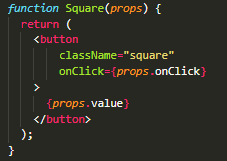 function Square(props) {
  return (
    <button
      className="square"
      onClick={props.onClick}
    >
      {props.value}
    </button>
  );
}